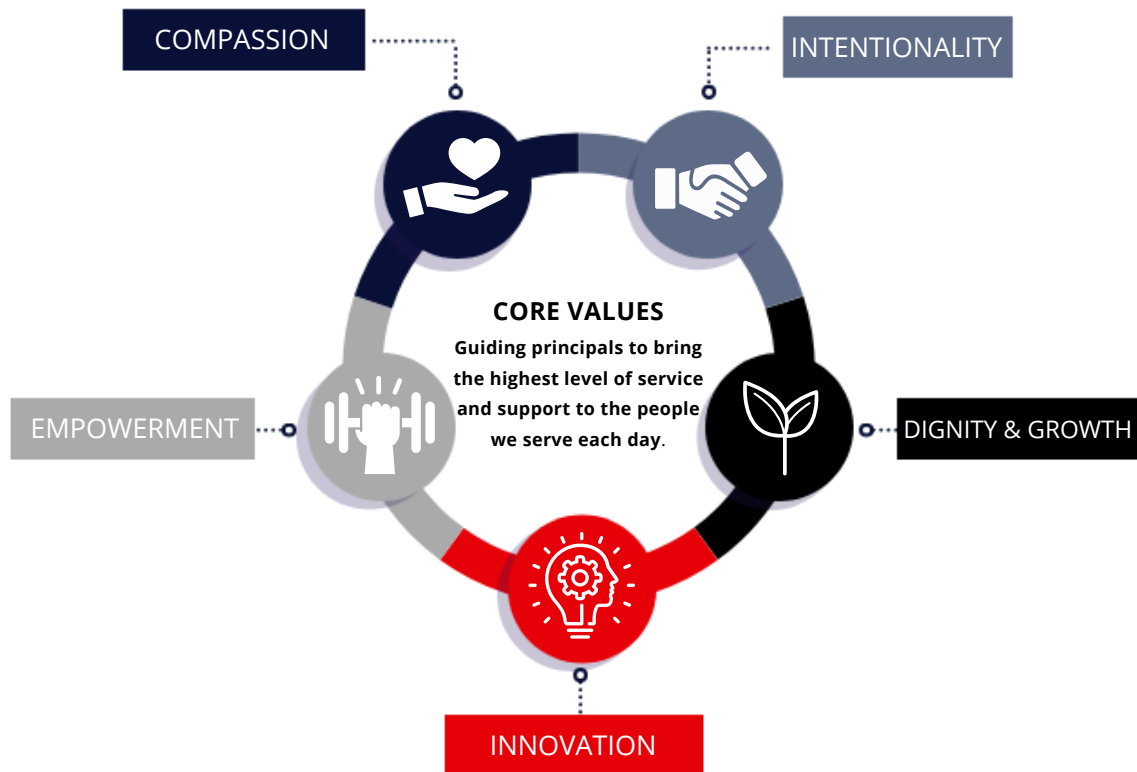 COMPASSION
INTENTIONALITY
CORE VALUES
Guiding principals to bring
the highest level of service
and support to the people
we serve each day.
EMPOWERMENT
DIGNITY & GROWTH
INNOVATION